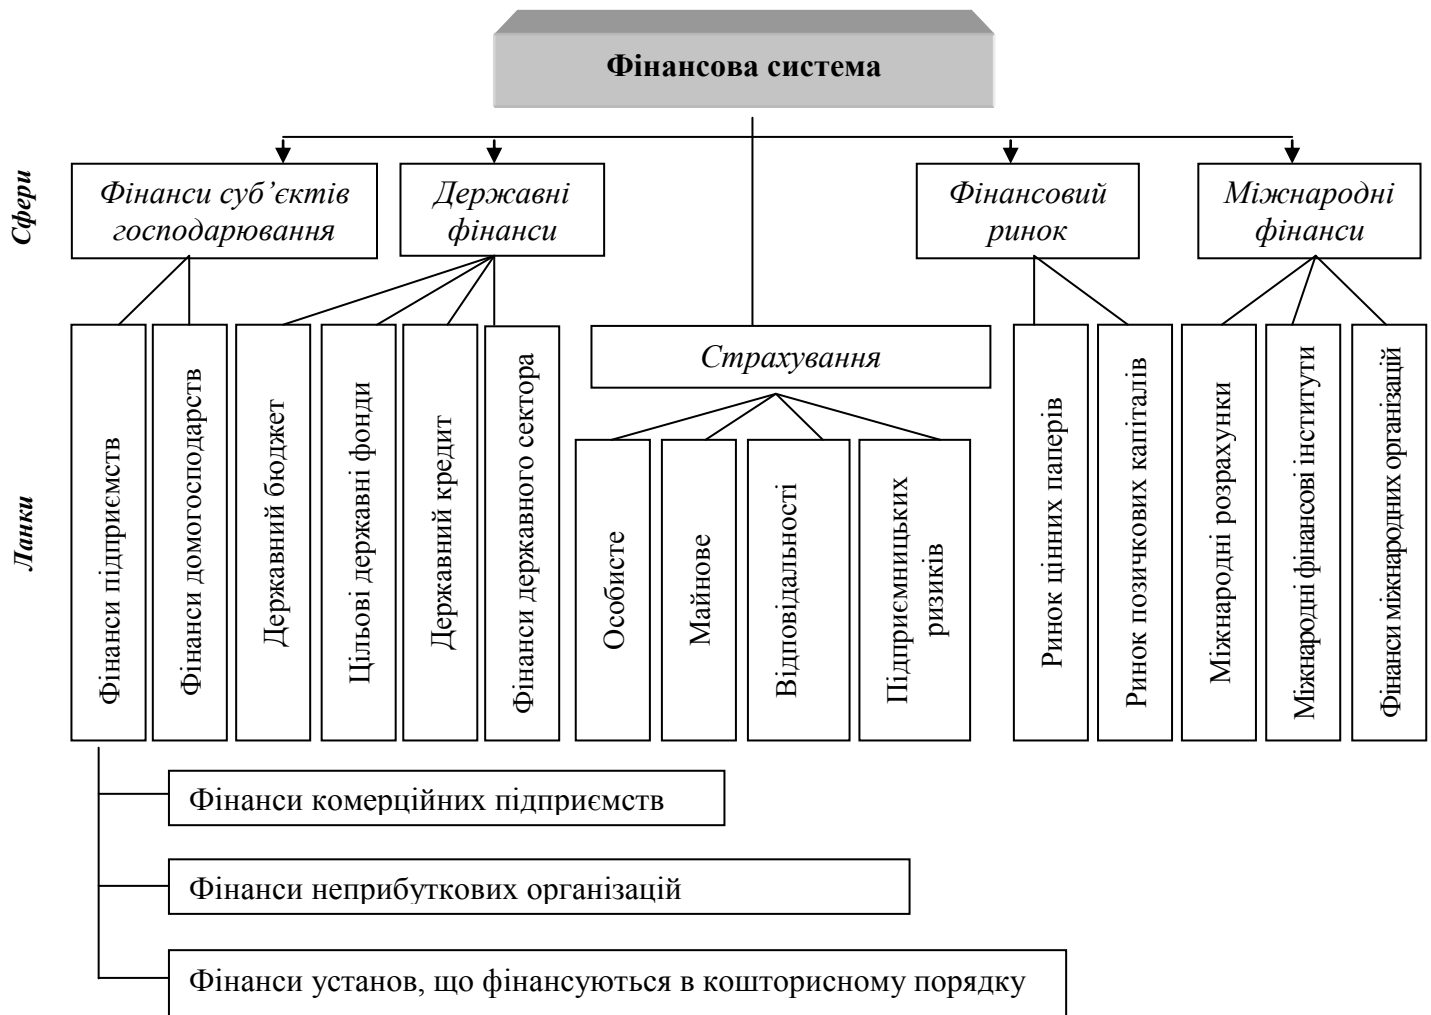 Фінансова система
Сфери
Фінанси суб’єктів
господарювання
Державні
фінанси
Фінансовий
ринок
Міжнародні
фінанси
Страхування
Ланки
Фінанси підприємств
Фінанси домогосподарств
Державний бюджет
Цільові державні фонди
Державний кредит
Фінанси державного сектора
Особисте
Майнове
Відповідальності
Підприємницьких
ризиків
Ринок цінних паперів
Ринок позичкових капіталів
Міжнародні розрахунки
Міжнародні фінансові інститути
Фінанси міжнародних організацій
Фінанси комерційних підприємств
Фінанси неприбуткових організацій
Фінанси установ, що фінансуються в кошторисному порядку